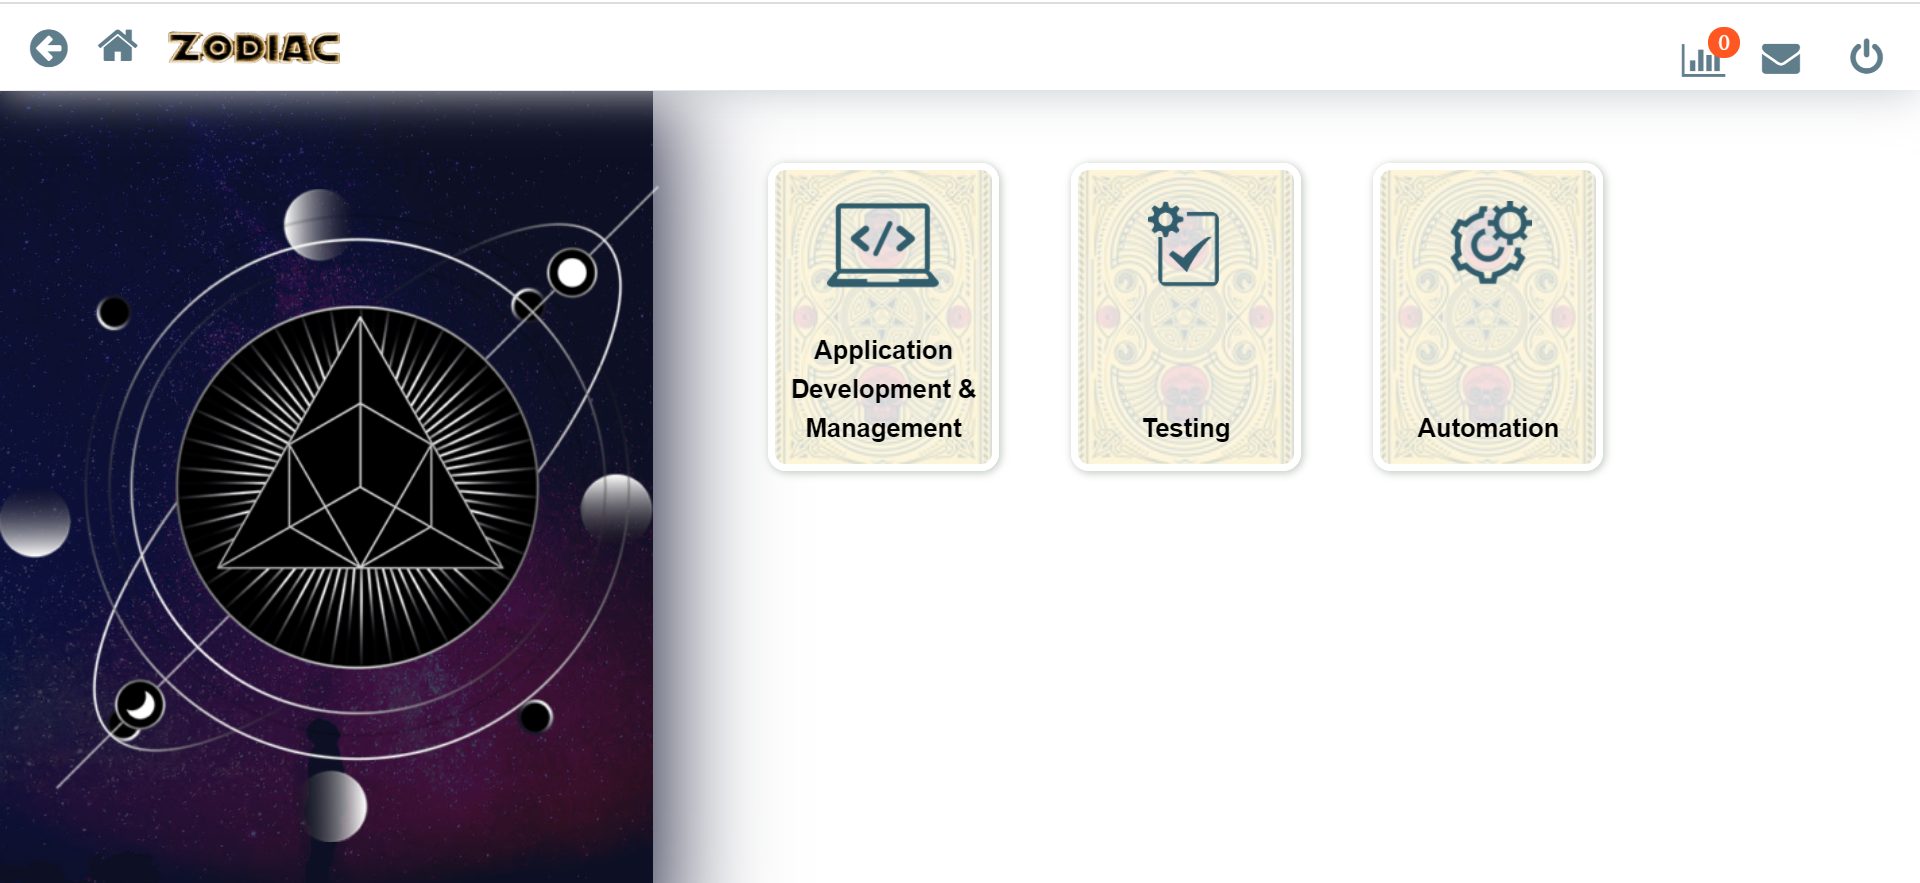 ZODIAC
0
Application
Development &
Management
Testing
Automation